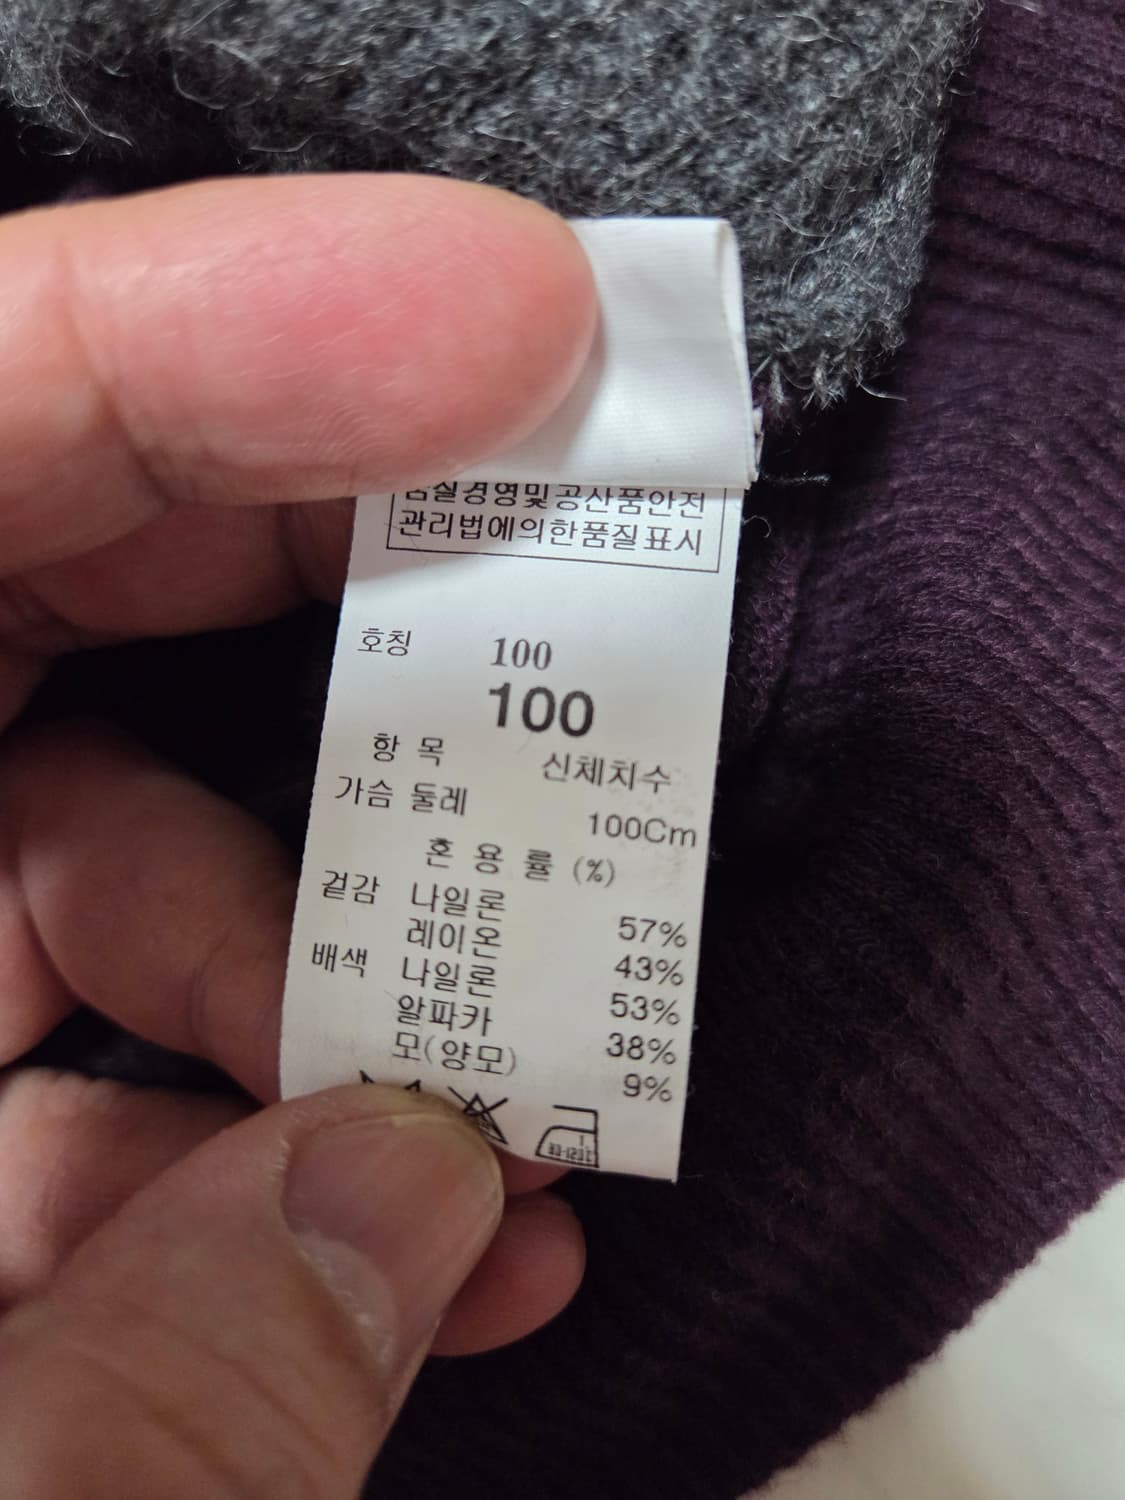 품질경영및공산품안전
관리법에의한품질표시
호칭 100
100
항 목 신체치수
가슴 둘레 100Cm
혼 용 률 (%)
겉감 나일론 57%
레이온 43%
배색 나일론 53%
알파카 38%
모(양모) 9%